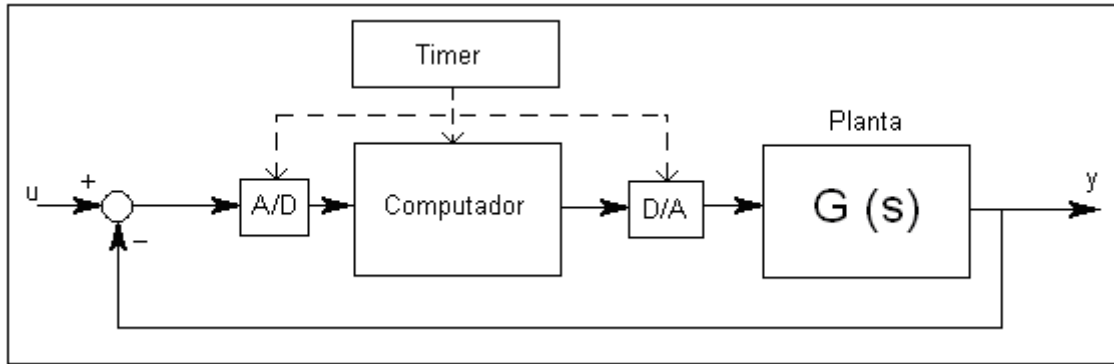 Timer
Planta
u
+
A/D
Computador
D/A
G (s)
y
−